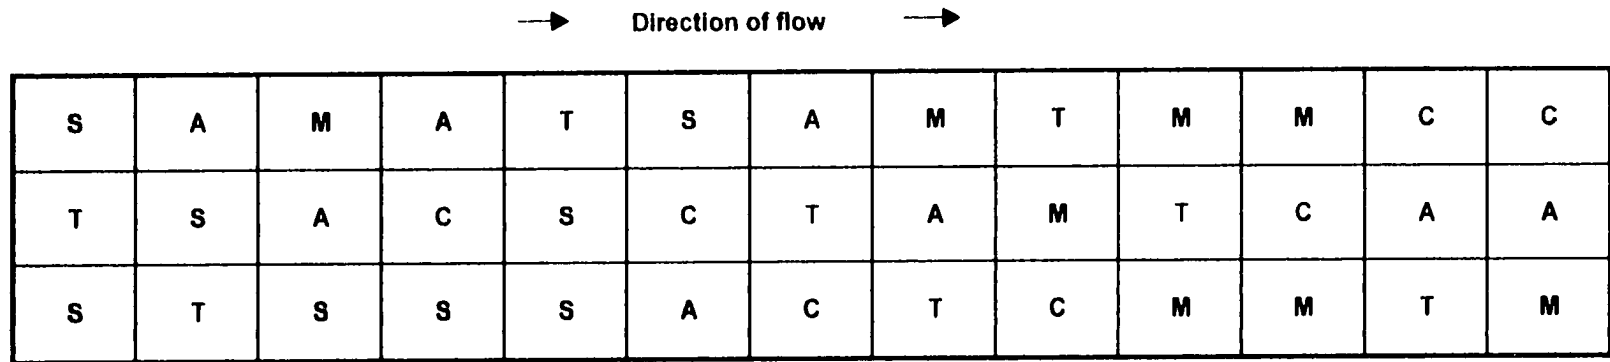 Direction of flow
S A M A T S A M T M M C C
T S A C S C T A M T C A A
S T S S S A C T C M M T M